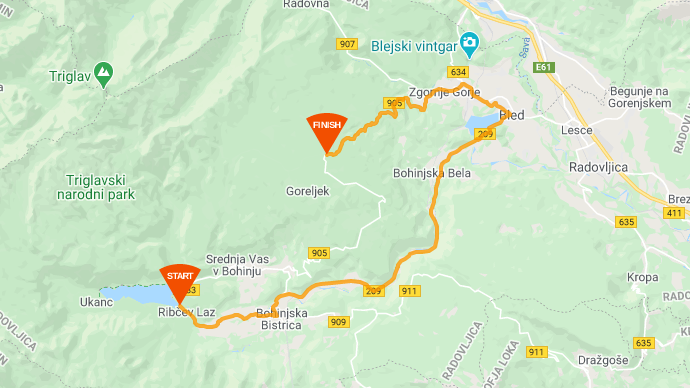 Radovna
907
Blejski vintgar
SAVA
E61
Triglav
634
Zgornje Gorje
Begunje na
Gorenjskem
905
FINISH
Bled
Lesce
209
Radovljica
Triglavski
narodni park
Bohinjska Bela
Goreljek
Brez
635
411
905
Srednja Vas
v Bohinju
START
Kropa
Ukanc
209
911
Ribčev Laz
Bohinjska
Bistrica
909
635
911
Dražgoše
RADOVLJICA
ŠKOFJA LOKA
RADOVLJICA